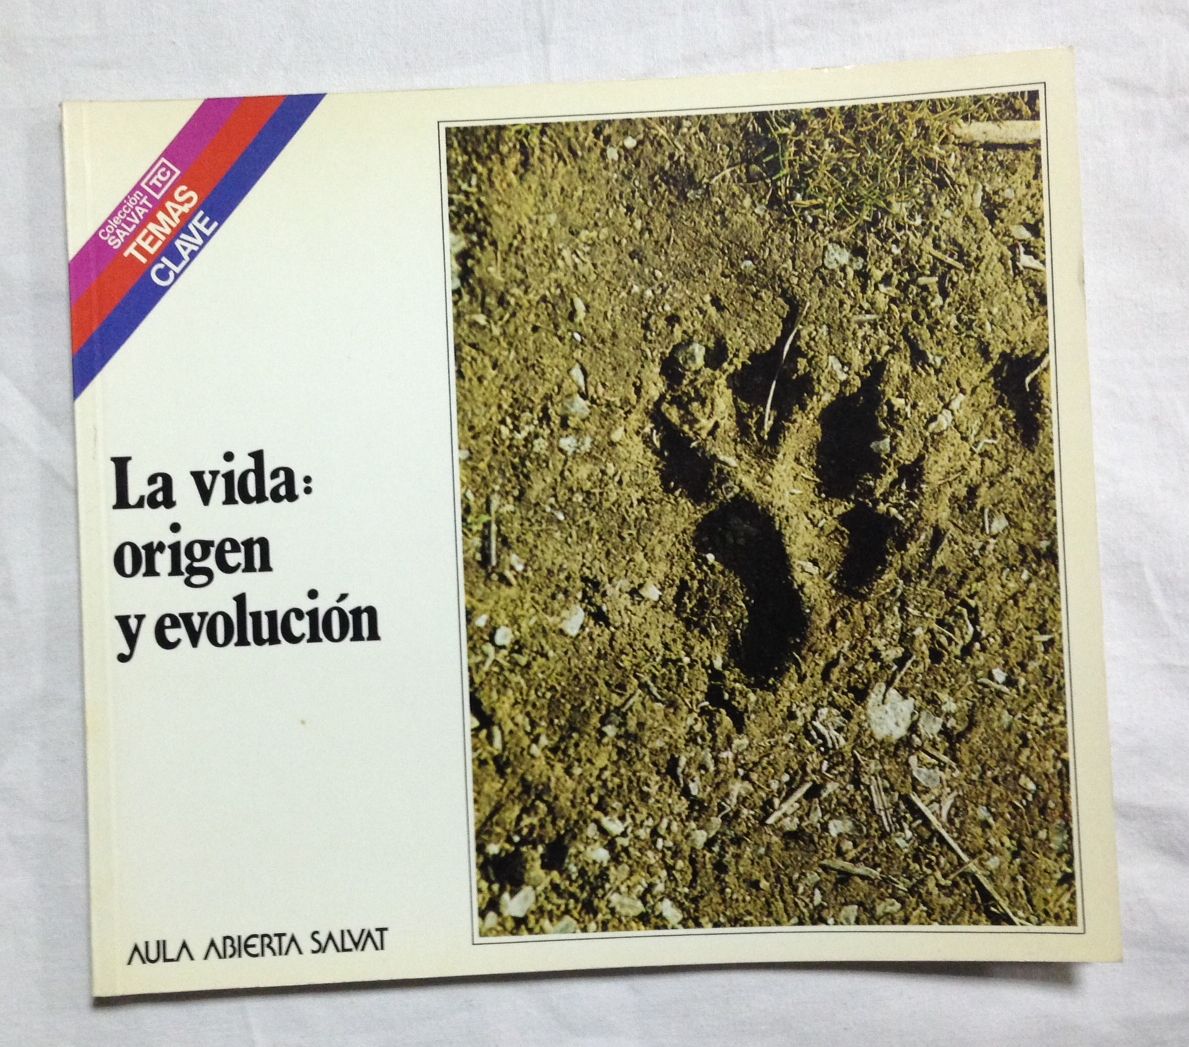 Colección
SALVAT TC
TEMAS
CLAVE
La vida:
origen
y evolución
AULA ABIERTA SALVAT